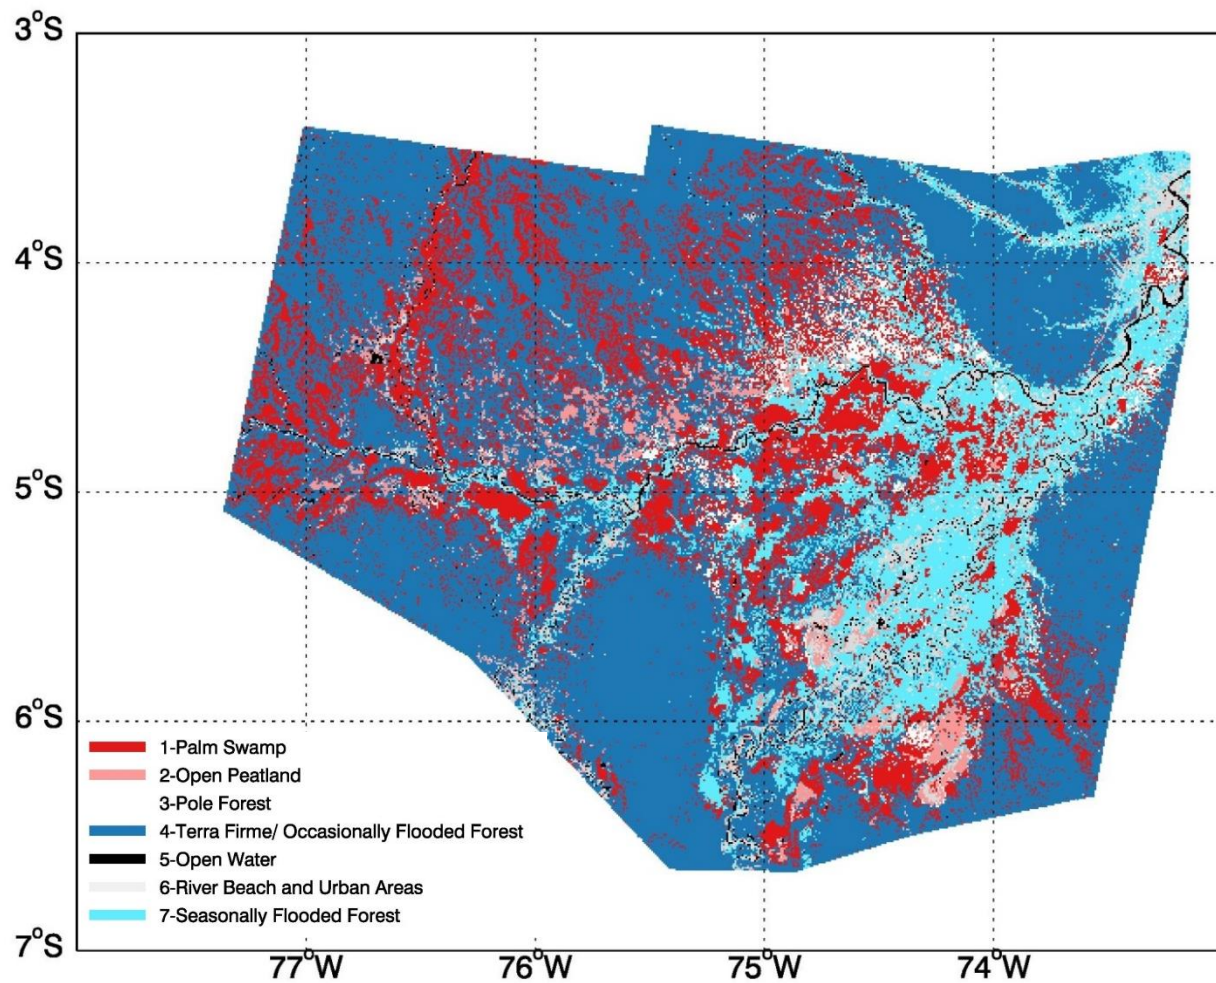 3°S
4°S
5°S
6°S
1-Palm Swamp
2-Open Peatland
3-Pole Forest
4-Terra Firme/ Occasionally Flooded Forest
5-Open Water
6-River Beach and Urban Areas
7-Seasonally Flooded Forest
7°S
77°W 76°W 75°W 74°W